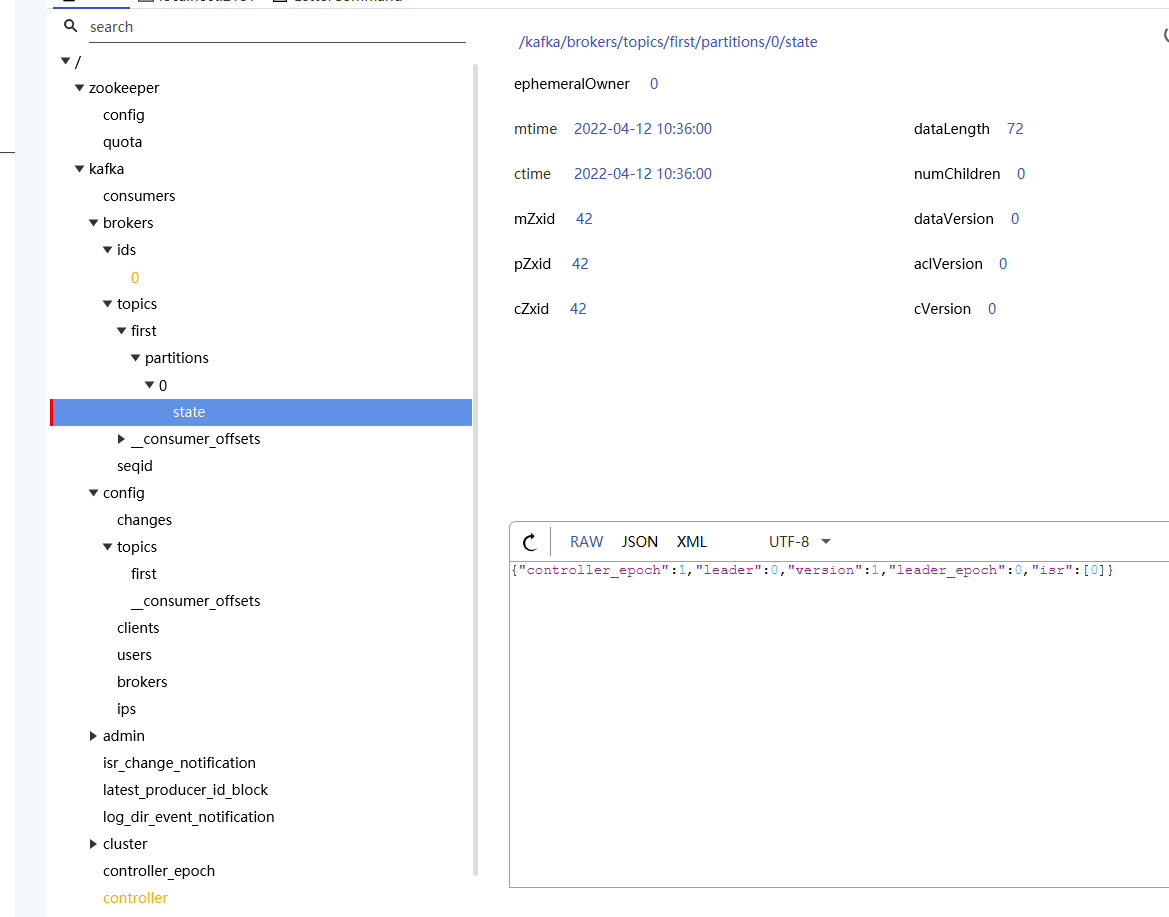 search
/
zookeeper
config
quota
kafka
consumers
brokers
ids
0
topics
first
partitions
0
state
__consumer_offsets
seqid
config
changes
topics
first
__consumer_offsets
clients
users
brokers
ips
admin
isr_change_notification
latest_producer_id_block
log_dir_event_notification
cluster
controller_epoch
controller
/kafka/brokers/topics/first/partitions/0/state
ephemeralOwner 0
mtime 2022-04-12 10:36:00 dataLength 72
ctime 2022-04-12 10:36:00 numChildren 0
mZxid 42 dataVersion 0
pZxid 42 aclVersion 0
cZxid 42 cVersion 0
RAW JSON XML UTF-8
{"controller_epoch":1,"leader":0,"version":1,"leader_epoch":0,"isr":[0]}